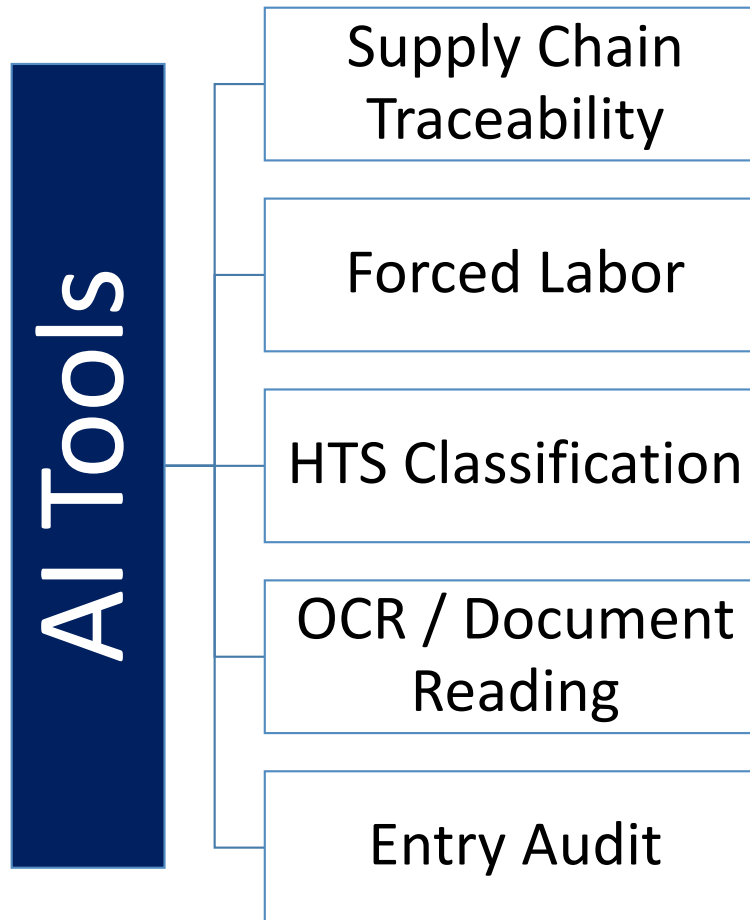 AI Tools
Supply Chain
Traceability
Forced Labor
HTS Classification
OCR / Document
Reading
Entry Audit